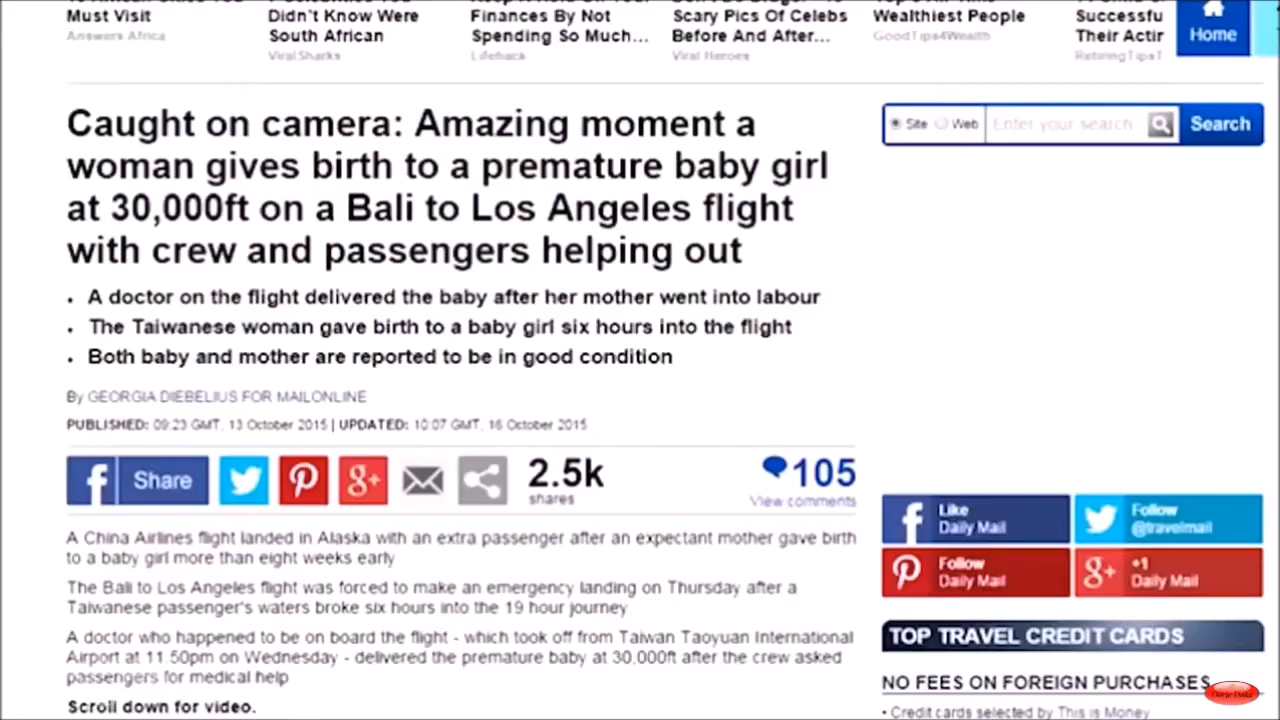 Must Visit
Answers Africa
Didn't Know Were
South African
ViralSharks
Finances By Not
Spending So Much...
Lifehack
Scary Pics Of Celebs
Before And After...
Viral Heroes
Wealthiest People
GoodTips4Wealth
Successfu
Their Actir
RetiringTipsT
Home
Caught on camera: Amazing moment a
woman gives birth to a premature baby girl
at 30,000ft on a Bali to Los Angeles flight
with crew and passengers helping out
• A doctor on the flight delivered the baby after her mother went into labour
• The Taiwanese woman gave birth to a baby girl six hours into the flight
• Both baby and mother are reported to be in good condition
By GEORGIA DIEBELIUS FOR MAILONLINE
PUBLISHED: 09:23 GMT, 13 October 2015 | UPDATED: 10:07 GMT, 16 October 2015
Share
2.5k
shares
105
View comments
A China Airlines flight landed in Alaska with an extra passenger after an expectant mother gave birth
to a baby girl more than eight weeks early
The Bali to Los Angeles flight was forced to make an emergency landing on Thursday after a
Taiwanese passenger's waters broke six hours into the 19 hour journey
A doctor who happened to be on board the flight - which took off from Taiwan Taoyuan International
Airport at 11.50pm on Wednesday - delivered the premature baby at 30,000ft after the crew asked
passengers for medical help
Scroll down for video.
Site Web Enter your search Search
Like
Daily Mail
Follow
@travelmail
Follow
Daily Mail
+1
Daily Mail
TOP TRAVEL CREDIT CARDS
NO FEES ON FOREIGN PURCHASES
• Credit cards selected by This is Money